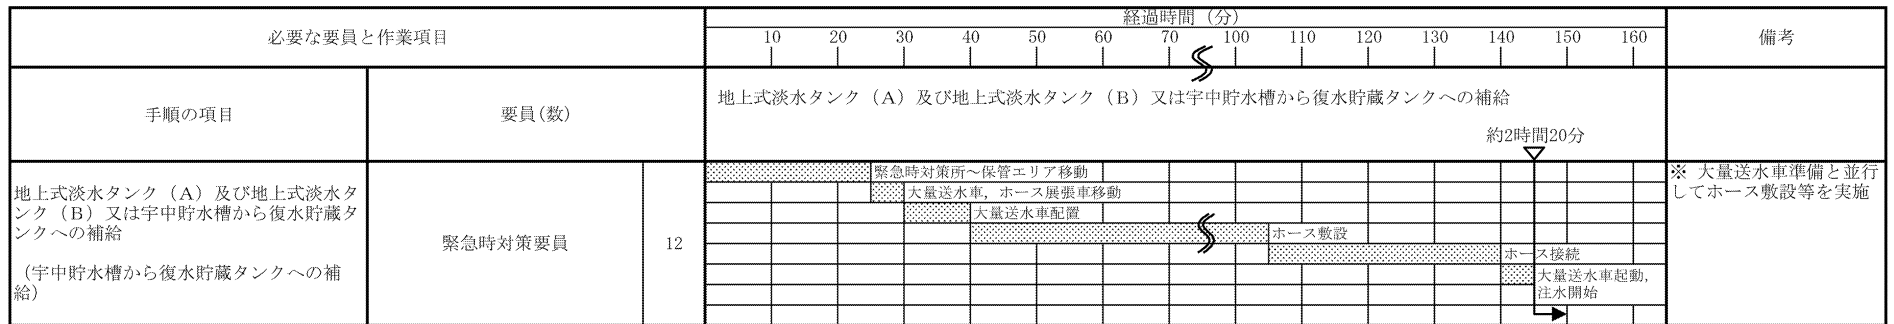 必要な要員と作業項目
経過時間（分）
備考
10 20 30 40 50 60 70 100 110 120 130 140 150 160
手順の項目
要員(数)
地上式淡水タンク（A）及び地上式淡水タンク（B）又は宇中貯水槽から復水貯蔵タンクへの補給
約2時間20分
地上式淡水タンク（A）及び地上式淡水タ
ンク（B）又は宇中貯水槽から復水貯蔵タ
ンクへの補給
（宇中貯水槽から復水貯蔵タンクへの補
給）
緊急時対策要員
12
緊急時対策所～保管エリア移動
大量送水車，ホース展張車移動
大量送水車配置
ホース敷設
ホース接続
大量送水車起動，
注水開始
※ 大量送水車準備と並行
してホース敷設等を実施